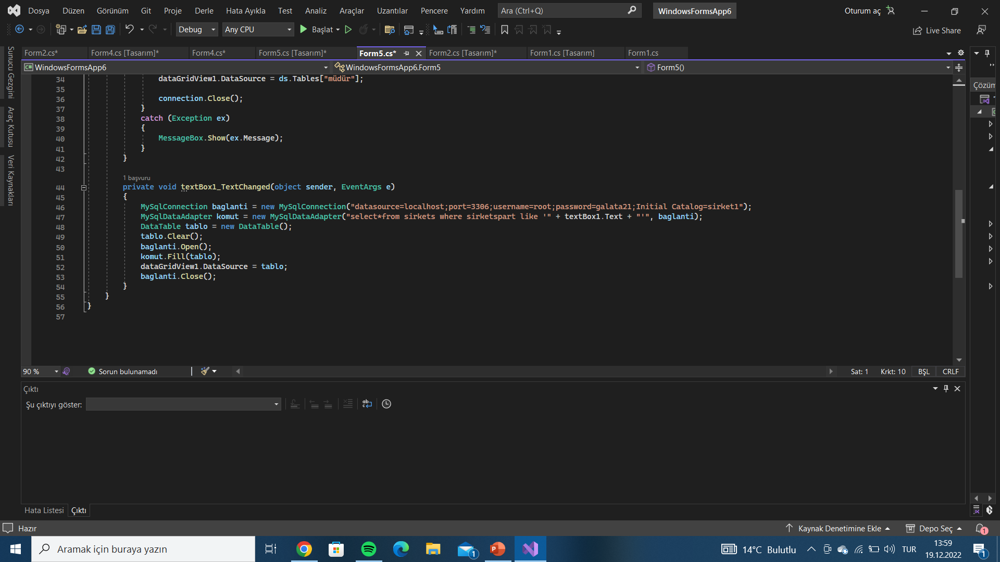 Dosya Düzen Görünüm Git Proje Derle Hata Ayıkla Test Analiz Araçlar Uzantılar Pencere Yardım Ara (Ctrl+Q) WindowsFormsApp6 Oturum aç
Debug Any CPU Başlat Live Share
Form2.cs* Form4.cs [Tasarım]* Form4.cs* Form5.cs [Tasarım]* Form5.cs* Form2.cs [Tasarım]* Form1.cs [Tasarım] Form1.cs
WindowsFormsApp6 WindowsFormsApp6.Form5 Form5()
Sunucu Gezgini
Araç Kutusu
Veri Kaynakları
Çözüm
34 dataGridView1.DataSource = ds.Tables["müdür"];
35
36 connection.Close();
37 }
38 catch (Exception ex)
39 {
40 MessageBox.Show(ex.Message);
41 }
42 }
43
1 başvuru
44 private void textBox1_TextChanged(object sender, EventArgs e)
45 {
46 MySqlConnection baglanti = new MySqlConnection("datasource=localhost;port=3306;username=root;password=galata21;Initial Catalog=sirket1");
47 MySqlDataAdapter komut = new MySqlDataAdapter("select*from sirkets where sirketspart like '" + textBox1.Text + "'", baglanti);
48 DataTable tablo = new DataTable();
49 tablo.Clear();
50 baglanti.Open();
51 komut.Fill(tablo);
52 dataGridView1.DataSource = tablo;
53 baglanti.Close();
54 }
55 }
56 }
57
90 % Sorun bulunamadı Sat: 1 Krkt: 10 BŞL CRLF
Çıktı
Şu çıktıyı göster:
Hata Listesi Çıktı
Hazır Kaynak Denetimine Ekle Depo Seç 1
Aramak için buraya yazın 1 14°C Bulutlu TUR 13:59
19.12.2022 1